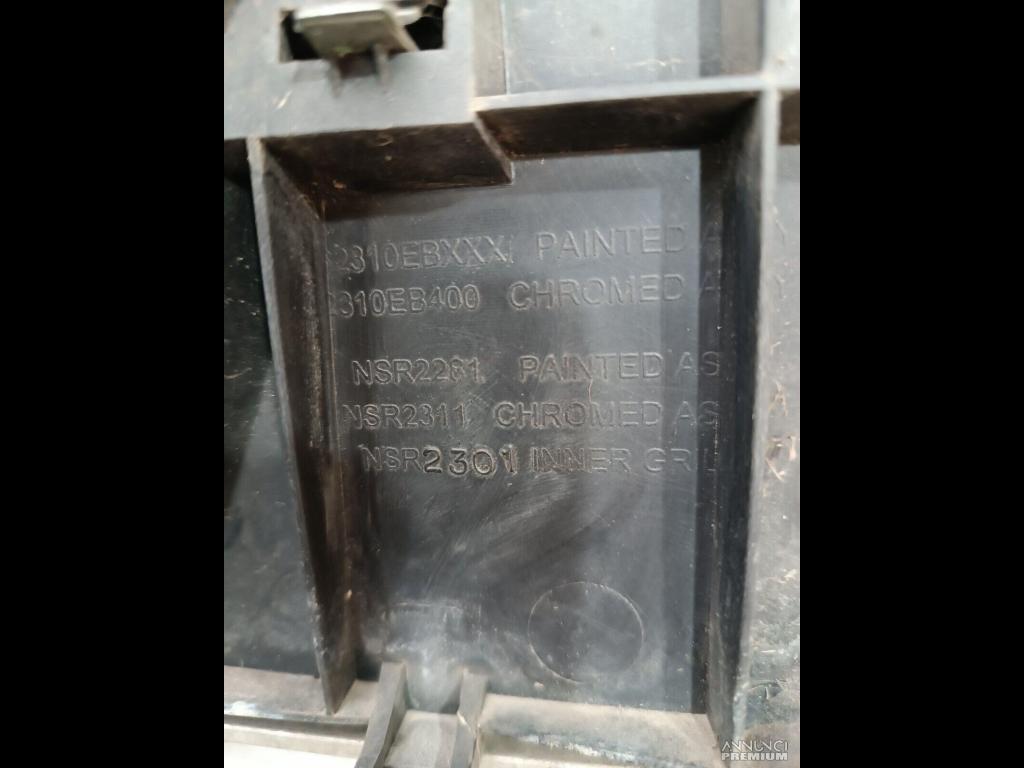 2310EBXXX PAINTED A Y
2310EB400 CHROMED A Y
NSR2281 PAINTED AS
NSR2311 CHROMED AS
NSR2301 INNER GRIL
ANNUNCI
PREMIUM